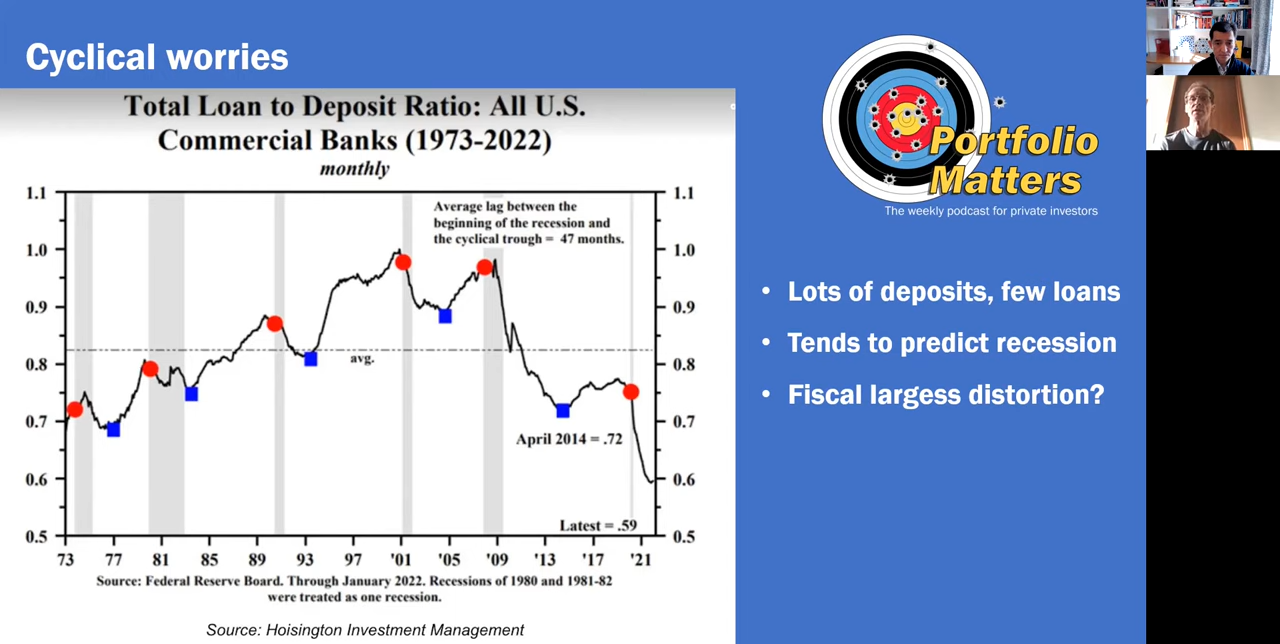 Cyclical worries
Total Loan to Deposit Ratio: All U.S.
Commercial Banks (1973-2022)
monthly
1.1
1.0
0.9
0.8
0.7
0.6
0.5
Average lag between the
beginning of the recession and
the cyclical trough = 47 months.
avg.
April 2014 = .72
Latest = .59
1.1
1.0
0.9
0.8
0.7
0.6
0.5
73 77 81 85 89 93 97 '01 '05 '09 '13 '17 '21
Source: Federal Reserve Board. Through January 2022. Recessions of 1980 and 1981-82
were treated as one recession.
Source: Hoisington Investment Management
Portfolio
Matters
The weekly podcast for private investors
• Lots of deposits, few loans
• Tends to predict recession
• Fiscal largess distortion?